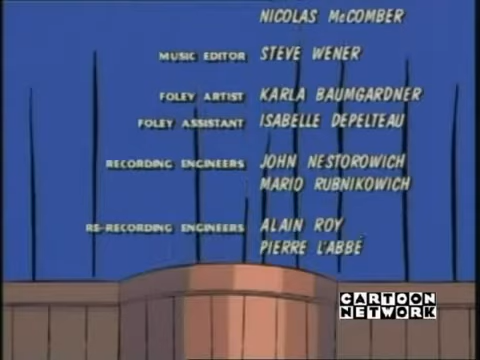 NICOLAS McCOMBER
MUSIC EDITOR STEVE WENER
FOLEY ARTIST KARLA BAUMGARDNER
FOLEY ASSISTANT ISABELLE DEPELTEAU
RECORDING ENGINEERS JOHN NESTOROWICH
MARIO RUBNIKOWICH
RE-RECORDING ENGINEERS ALAIN ROY
PIERRE L'ABBÉ
CARTOON
NETWORK